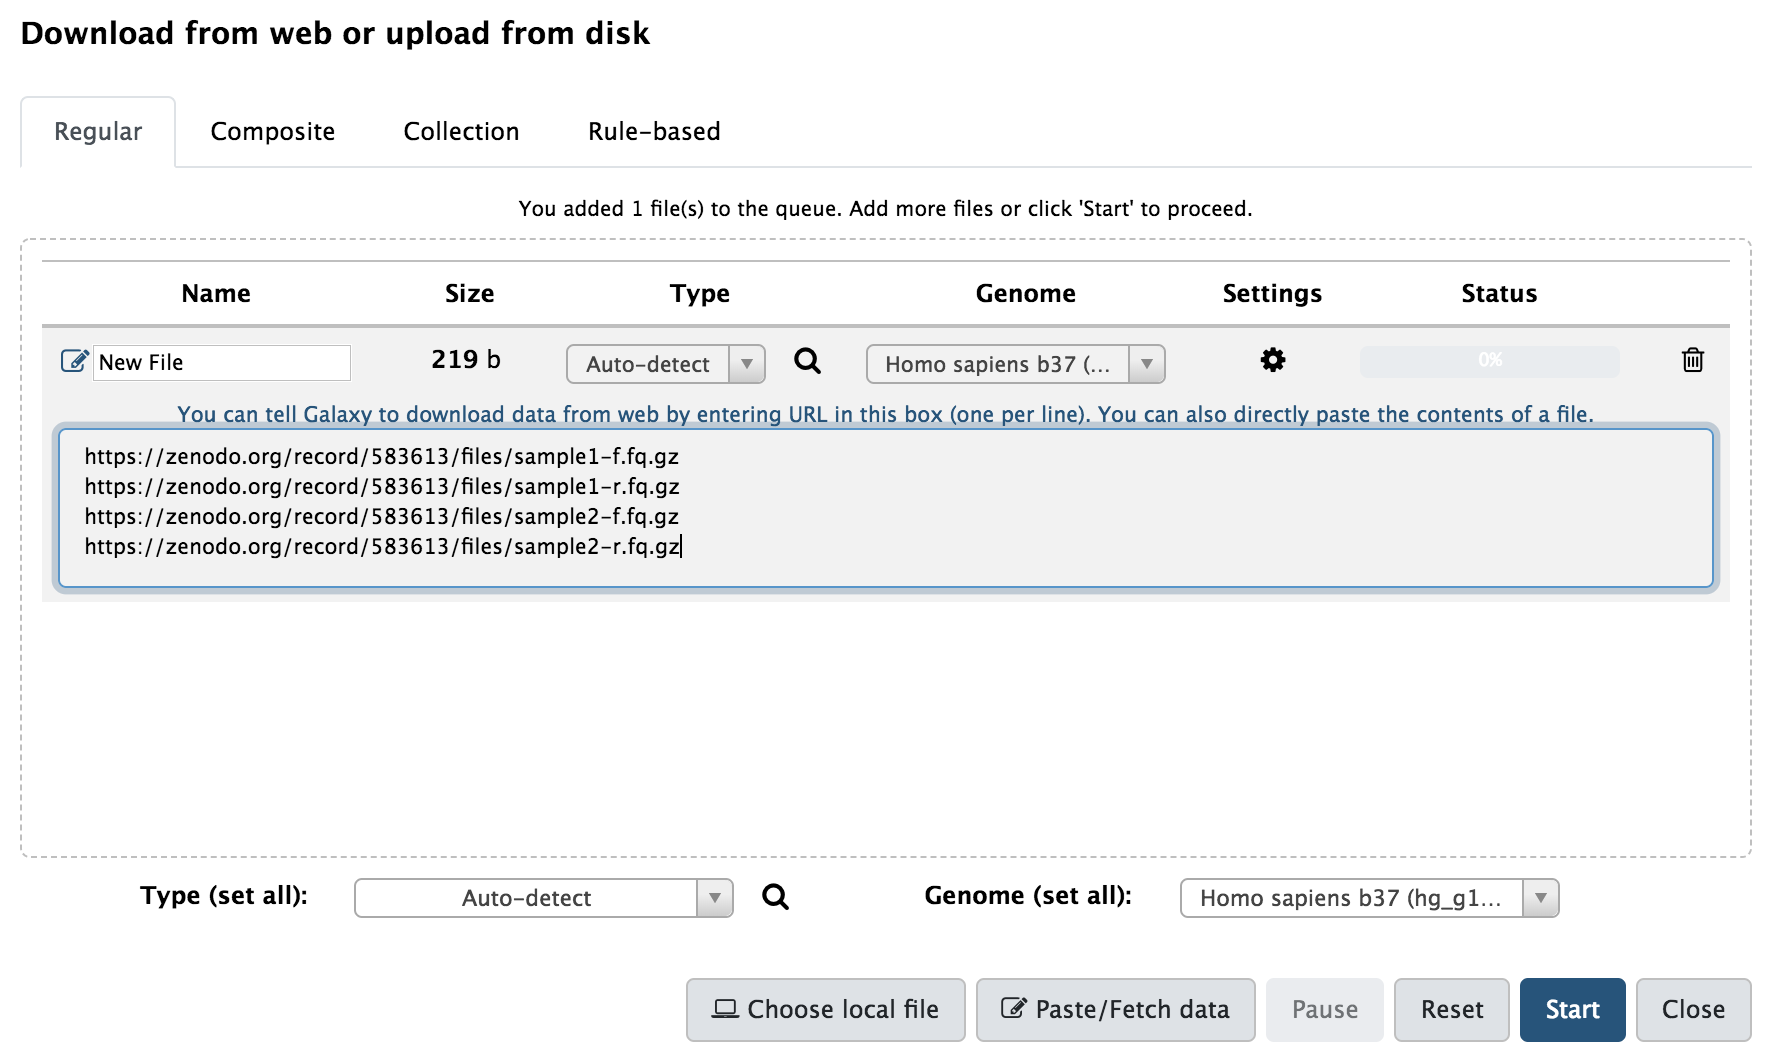 Download from web or upload from disk
Regular Composite Collection Rule-based
You added 1 file(s) to the queue. Add more files or click 'Start' to proceed.
Name Size Type Genome Settings Status
New File 219 b Auto-detect Homo sapiens b37 (... 0%
You can tell Galaxy to download data from web by entering URL in this box (one per line). You can also directly paste the contents of a file.
https://zenodo.org/record/583613/files/sample1-f.fq.gz
https://zenodo.org/record/583613/files/sample1-r.fq.gz
https://zenodo.org/record/583613/files/sample2-f.fq.gz
https://zenodo.org/record/583613/files/sample2-r.fq.gz
Type (set all): Auto-detect Genome (set all): Homo sapiens b37 (hg_g1...
Choose local file Paste/Fetch data Pause Reset Start Close